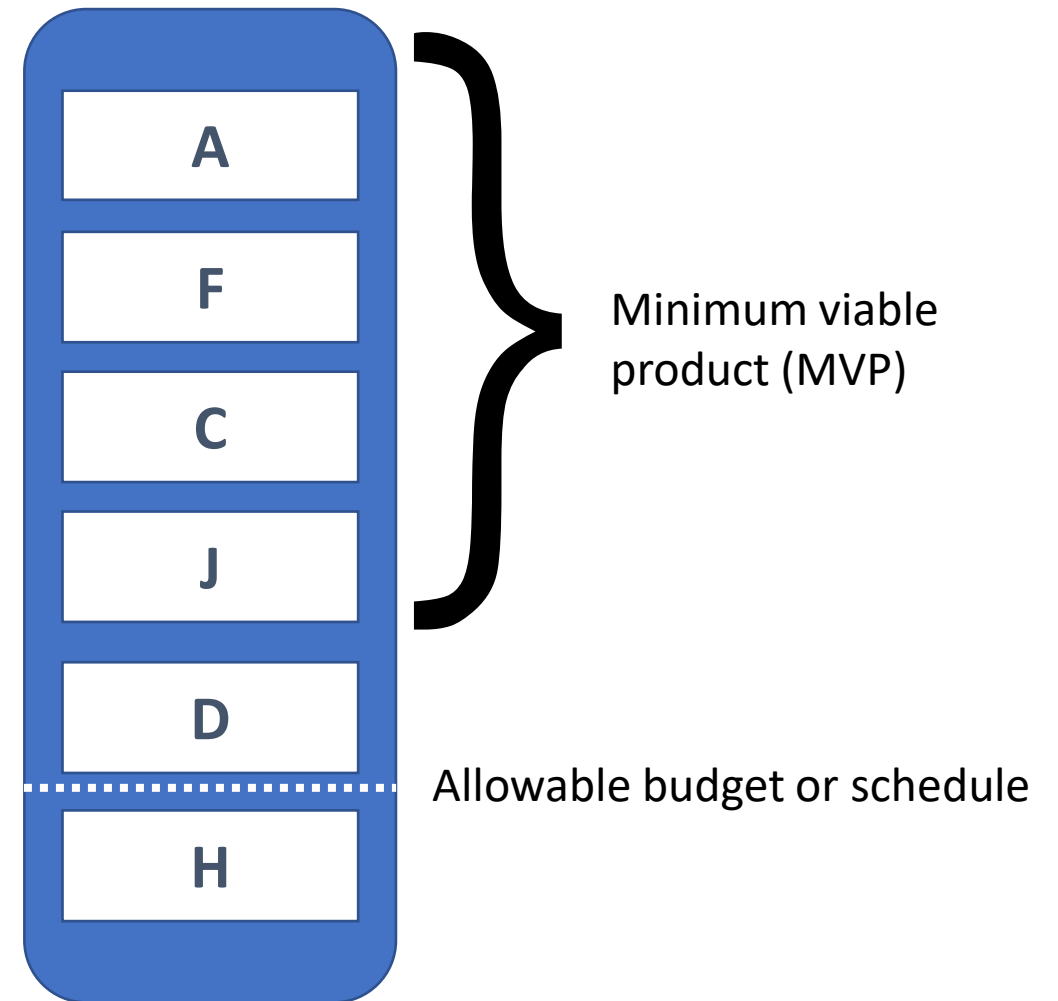 A
F
C
J
D
H
Minimum viable
product (MVP)
Allowable budget or schedule